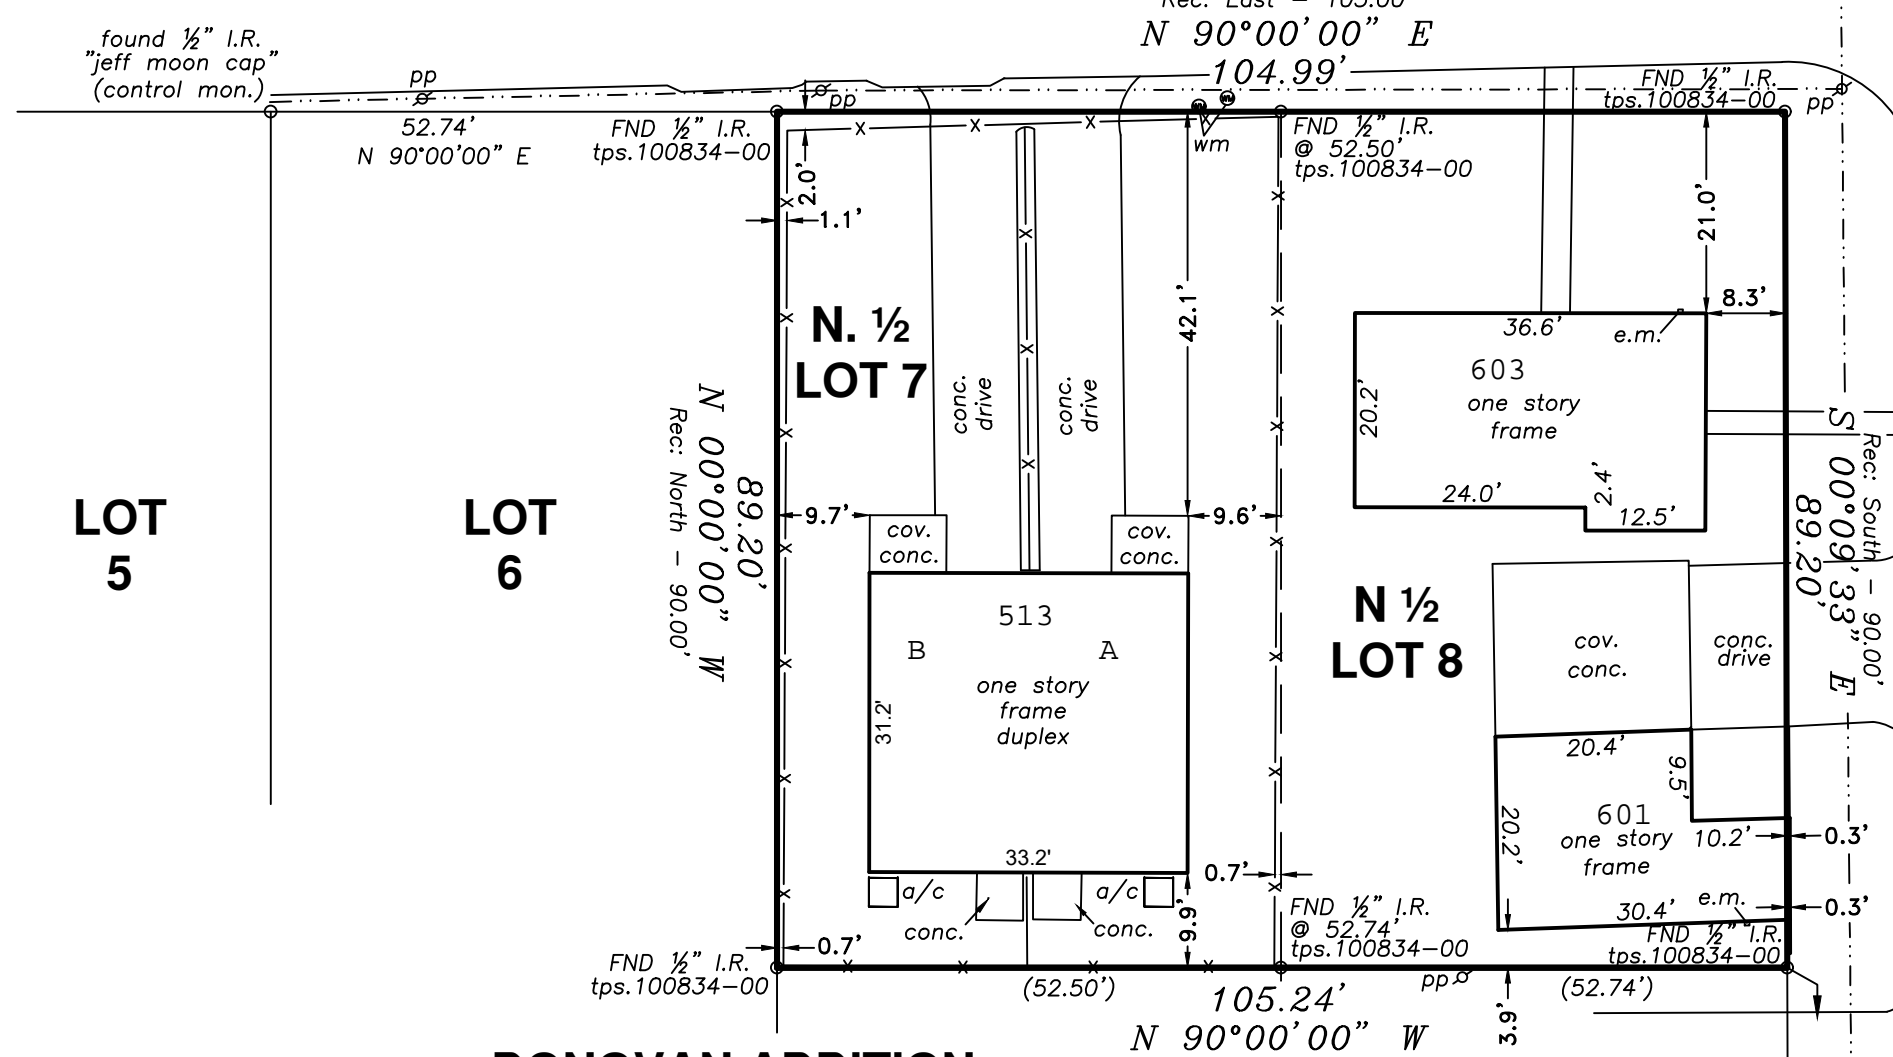 Rec: East - 105.00'
N 90°00'00" E
104.99'
found ½" I.R.
"jeff moon cap"
(control mon.)
pp
pp
FND ½" I.R.
tps.100834-00
pp
52.74'
N 90°00'00" E
FND ½" I.R.
tps.100834-00
wm
FND ½" I.R.
@ 52.50'
tps.100834-00
2.0'
1.1'
42.1'
21.0'
8.3'
N. ½
LOT 7
conc.
drive
conc.
drive
36.6'
e.m.
603
one story
frame
20.2'
24.0'
2.4'
12.5'
LOT
5
LOT
6
Rec: North - 90.00'
N 00°00'00" W
89.20'
9.7'
cov.
conc.
cov.
conc.
9.6'
89.20'
S 00°09'33" E
Rec: South - 90.00'
513
B
A
one story
frame
duplex
31.2'
33.2'
N ½
LOT 8
cov.
conc.
conc.
drive
20.4'
9.5'
20.2'
601
one story
frame
10.2'
0.3'
30.4'
e.m.
0.3'
a/c
a/c
conc.
conc.
0.7'
9.9'
0.7'
FND ½" I.R.
@ 52.74'
tps.100834-00
FND ½" I.R.
tps.100834-00
FND ½" I.R.
tps.100834-00
(52.50')
105.24'
N 90°00'00" W
pp
3.9'
(52.74')
DONOVAN ADDITION